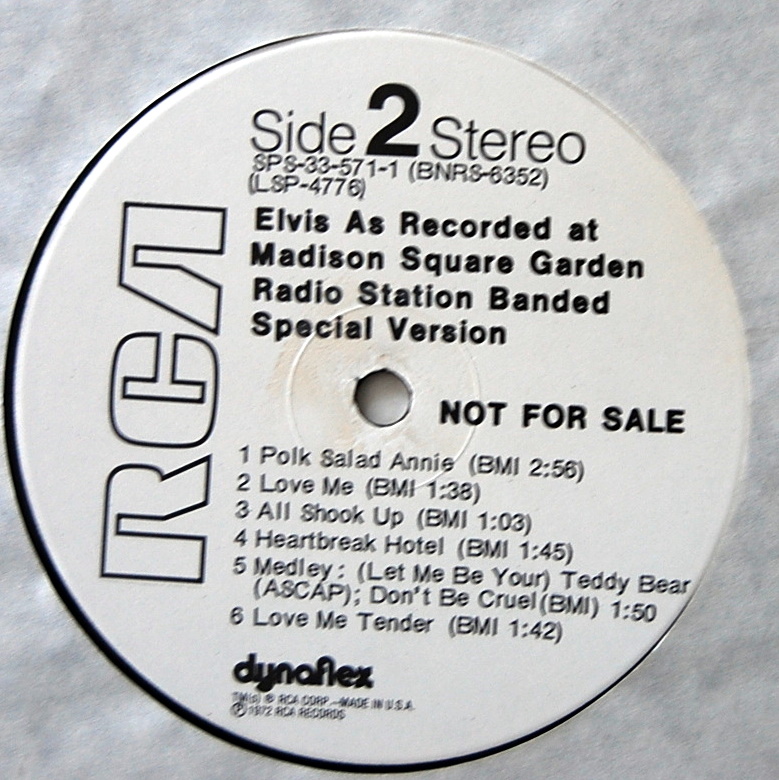 Side 2 Stereo
SPS-33-571-1 (BNRS-6352)
(LSP-4776)
Elvis As Recorded at
Madison Square Garden
Radio Station Banded
Special Version
RCA
NOT FOR SALE
1 Polk Salad Annie (BMI 2:56)
2 Love Me (BMI 1:38)
3 All Shook Up (BMI 1:03)
4 Heartbreak Hotel (BMI 1:45)
5 Medley: (Let Me Be Your) Teddy Bear
(ASCAP); Don't Be Cruel (BMI) 1:50
6 Love Me Tender (BMI 1:42)
dynaflex
TM(s) ® RCA CORP.—MADE IN U.S.A.
℗ 1972 RCA RECORDS